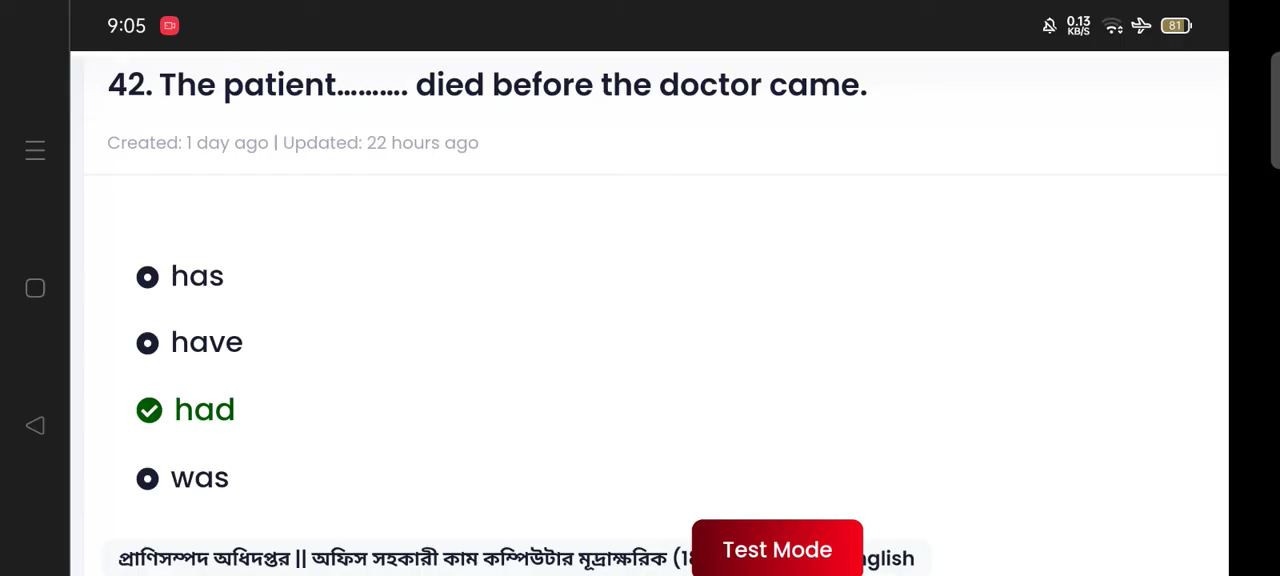 9:05
0.13
KB/S
81
42. The patient.......... died before the doctor came.
Created: 1 day ago | Updated: 22 hours ago
has
have
had
was
প্রাণিসম্পদ অধিদপ্তর || অফিস সহকারী কাম কম্পিউটার মূদ্রাক্ষরিক (18
Test Mode